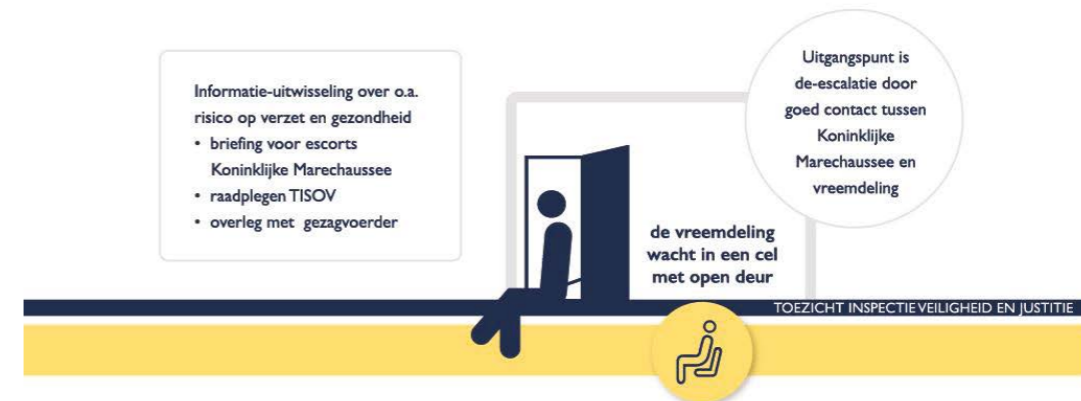 Informatie-uitwisseling over o.a.
risico op verzet en gezondheid
• briefing voor escorts
Koninklijke Marechaussee
• raadplegen TISOV
• overleg met gezagvoerder
Uitgangspunt is
de-escalatie door
goed contact tussen
Koninklijke
Marechaussee en
vreemdeling
de vreemdeling
wacht in een cel
met open deur
TOEZICHT INSPECTIE VEILIGHEID EN JUSTITIE